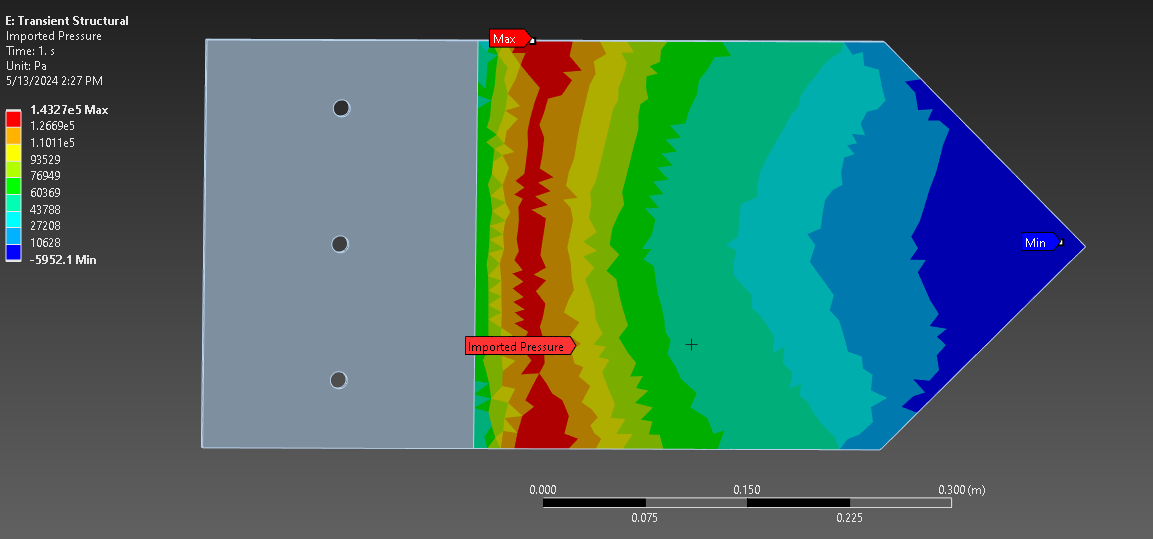 E: Transient Structural
Imported Pressure
Time: 1. s
Unit: Pa
5/13/2024 2:27 PM
1.4327e5 Max
1.2669e5
1.1011e5
93529
76949
60369
43788
27208
10628
-5952.1 Min
Max
Min
Imported Pressure
0.000 0.150 0.300 (m)
0.075 0.225